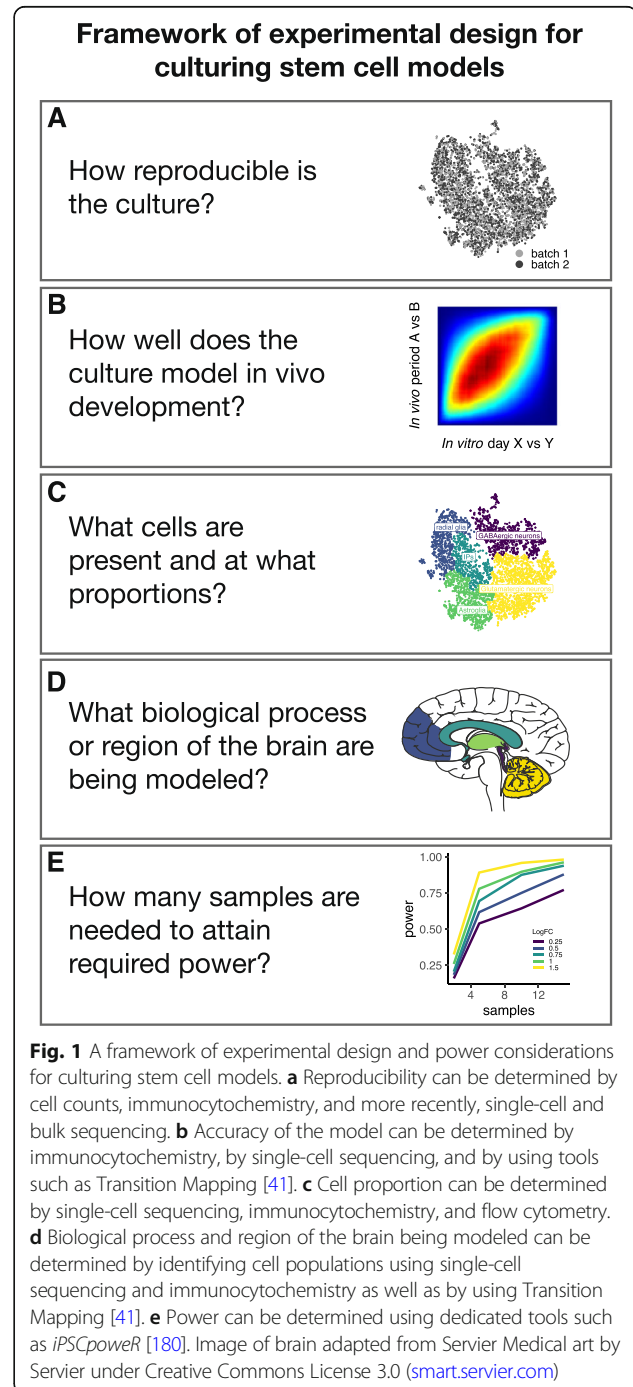 Framework of experimental design for
culturing stem cell models
A
How reproducible is
the culture?
batch 1
batch 2
B
How well does the
culture model in vivo
development?
In vivo period A vs B
In vitro day X vs Y
C
What cells are
present and at what
proportions?
radial glia
GABAergic neurons
IPs
Astroglia
D
What biological process
or region of the brain are
being modeled?
E
How many samples are
needed to attain
required power?
1.00
0.75
0.50
0.25
power
4 8 12
samples
LogFC
0.25
0.5
0.75
1
1.5
Fig. 1 A framework of experimental design and power considerations
for culturing stem cell models. a Reproducibility can be determined by
cell counts, immunocytochemistry, and more recently, single-cell and
bulk sequencing. b Accuracy of the model can be determined by
immunocytochemistry, by single-cell sequencing, and by using tools
such as Transition Mapping [41]. c Cell proportion can be determined
by single-cell sequencing, immunocytochemistry, and flow cytometry.
d Biological process and region of the brain being modeled can be
determined by identifying cell populations using single-cell
sequencing and immunocytochemistry as well as by using Transition
Mapping [41]. e Power can be determined using dedicated tools such
as iPSCpoweR [180]. Image of brain adapted from Servier Medical art by
Servier under Creative Commons License 3.0 (smart.servier.com)